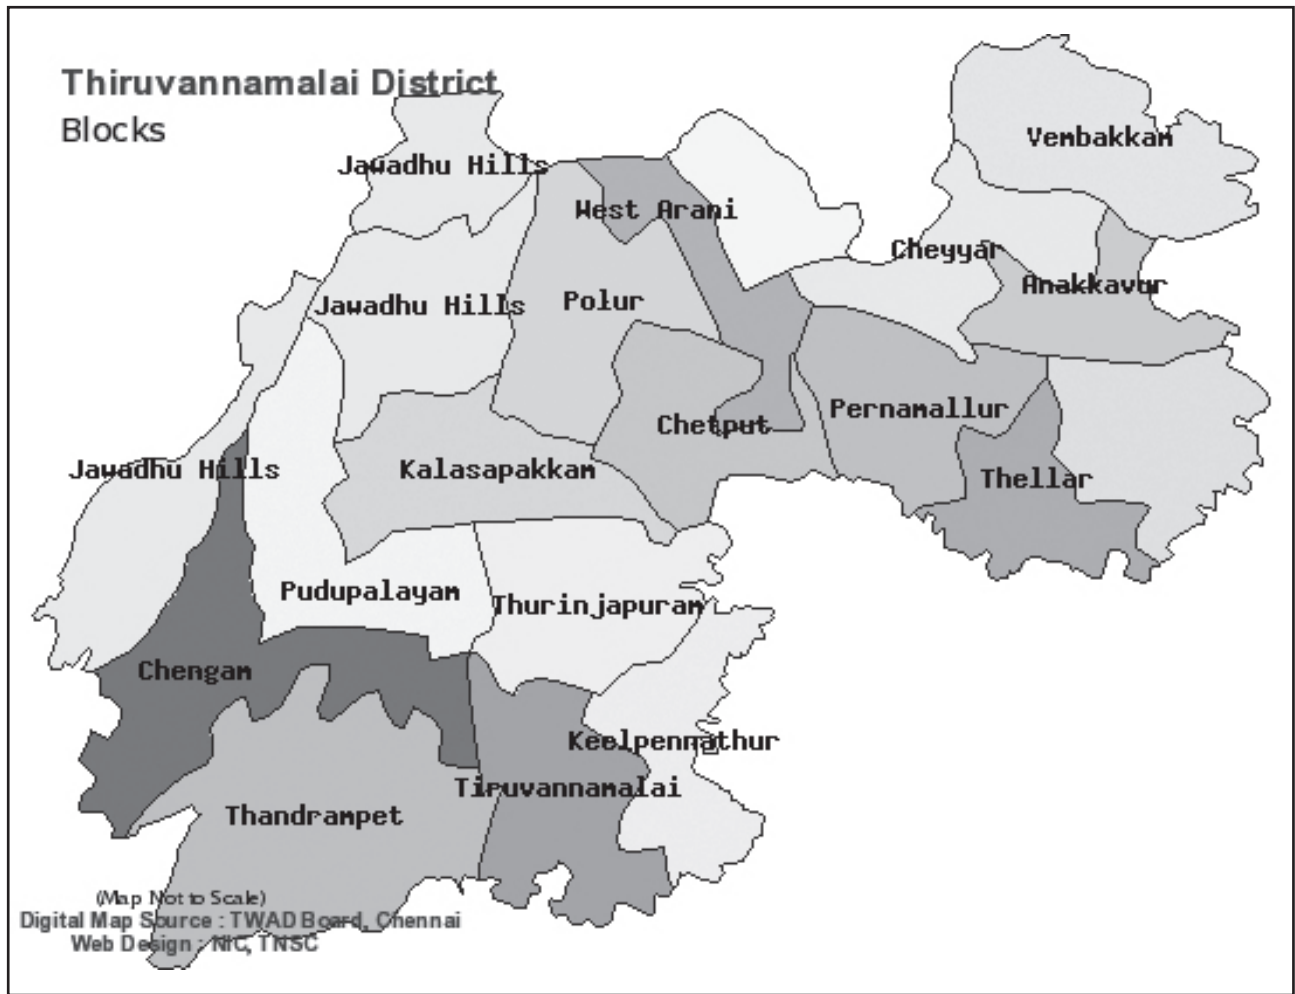 Thiruvannamalai District
Blocks
Vembakkam
Jawadhu Hills
West Arani
Cheyyar
Anakkavur
Jawadhu Hills
Polur
Pernamallur
Chetput
Jawadhu Hills
Kalasapakkam
Thellar
Pudupalayam
Thurinjapuram
Chengam
Keelpennathur
Tiruvannamalai
Thandrampet
(Map Not to Scale)
Digital Map Source : TWAD Board, Chennai
Web Design : NIC, TNSC